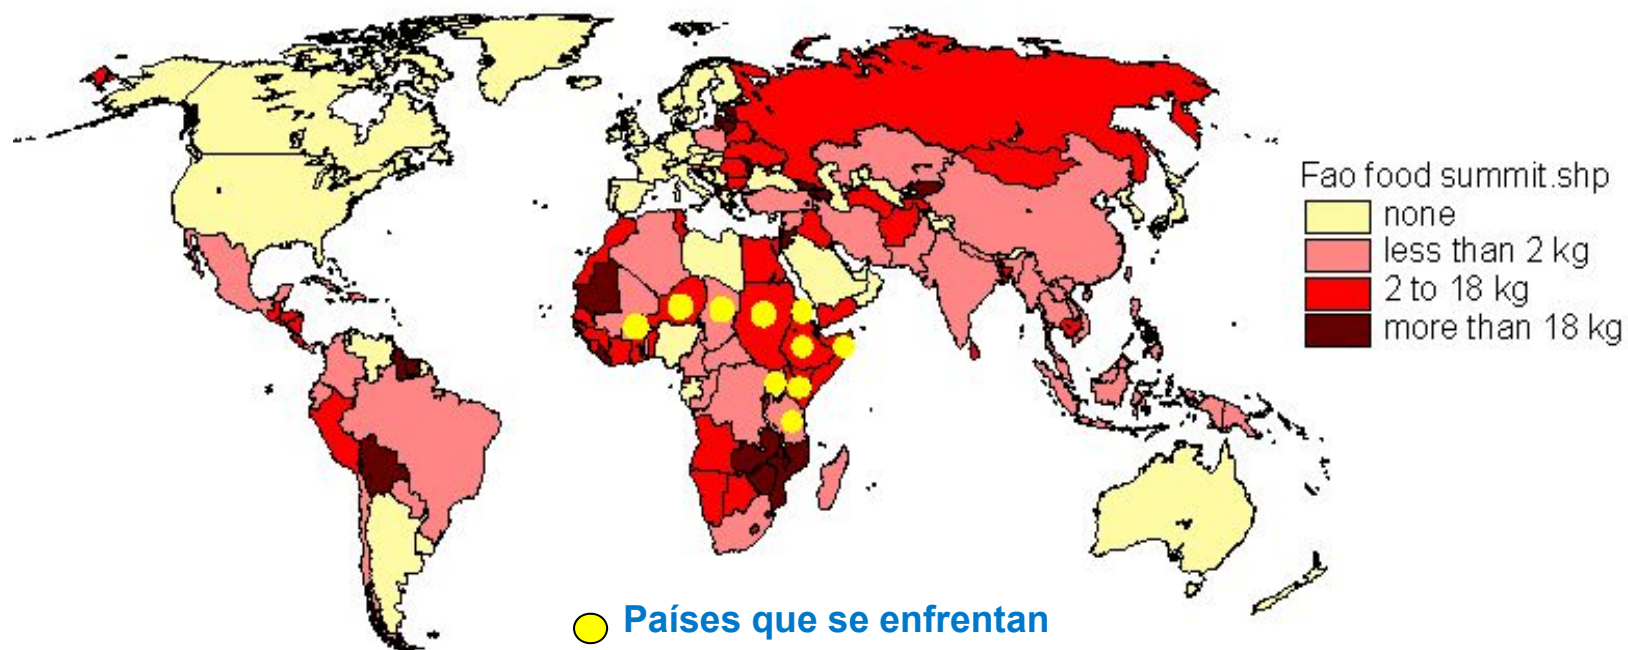 Fao food summit.shp
none
less than 2 kg
2 to 18 kg
more than 18 kg
Países que se enfrentan